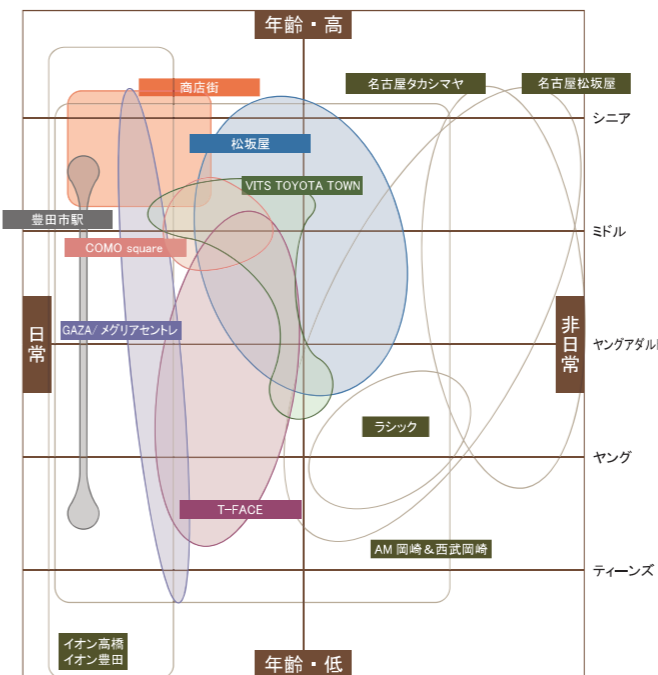 年齢・高
商店街
名古屋タカシマヤ
名古屋松坂屋
シニア
松坂屋
VITS TOYOTA TOWN
豊田市駅
ミドル
COMO square
日常
GAZA/メグリアセントレ
非日常
ヤングアダル
ラシック
ヤング
T-FACE
AM 岡崎&西武岡崎
ティーンズ
イオン高橋
イオン豊田
年齢・低